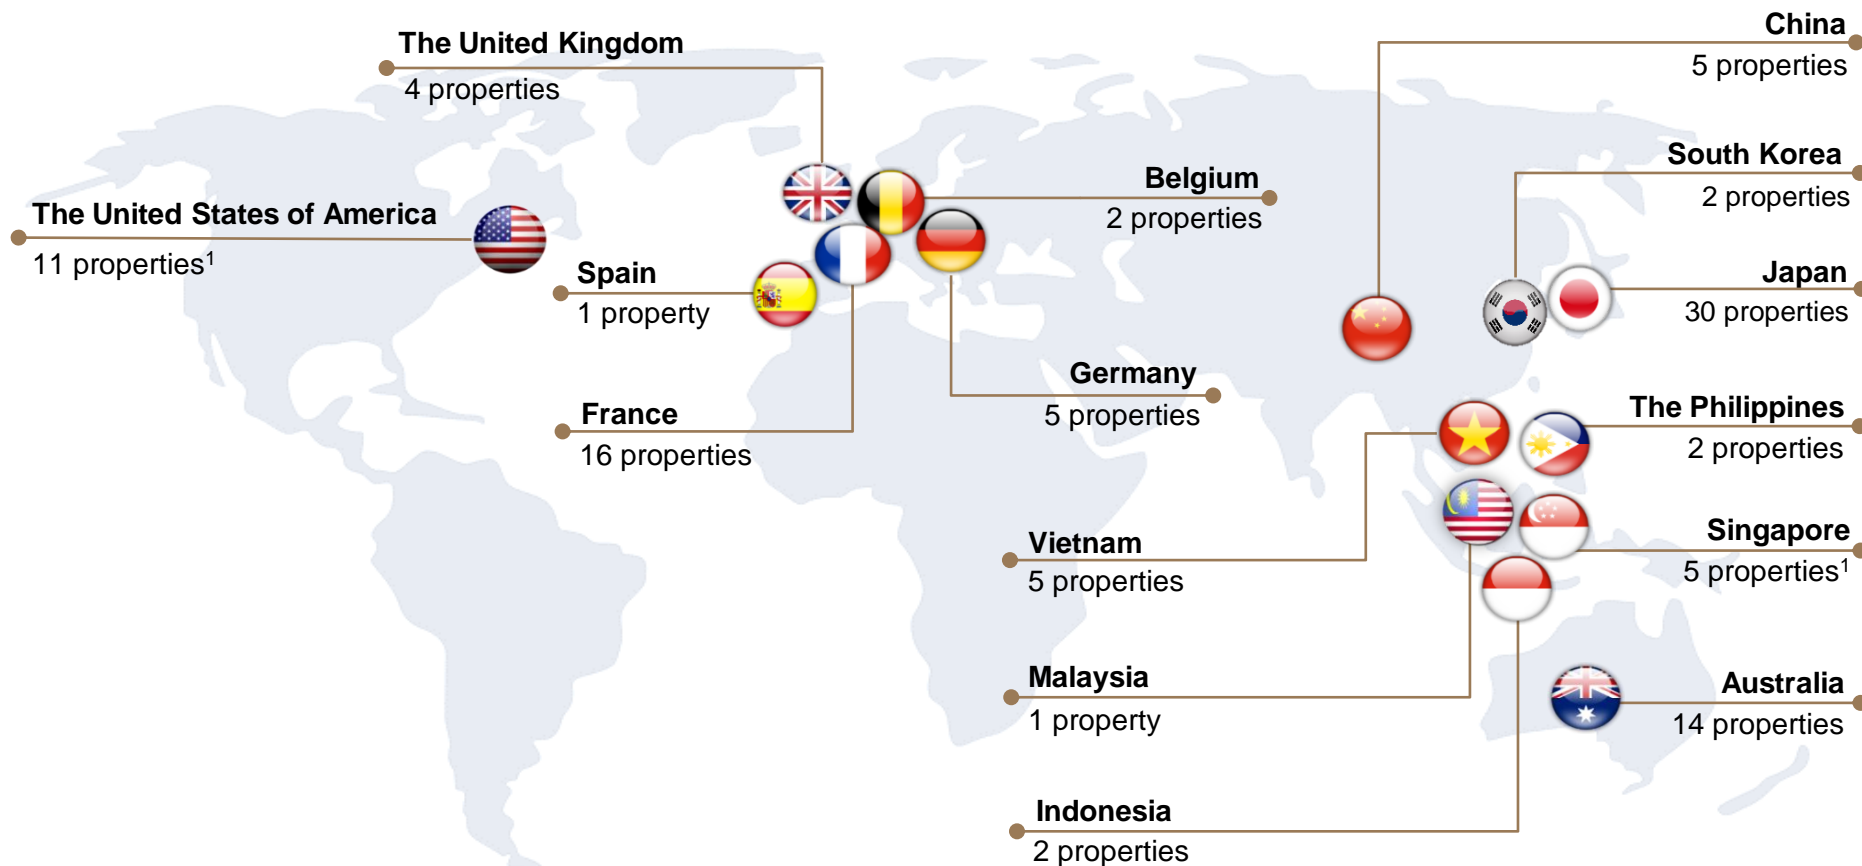 The United Kingdom
4 properties
China
5 properties
South Korea
2 properties
Belgium
2 properties
The United States of America
11 properties¹
Spain
1 property
Japan
30 properties
Germany
5 properties
France
16 properties
The Philippines
2 properties
Vietnam
5 properties
Singapore
5 properties¹
Malaysia
1 property
Australia
14 properties
Indonesia
2 properties